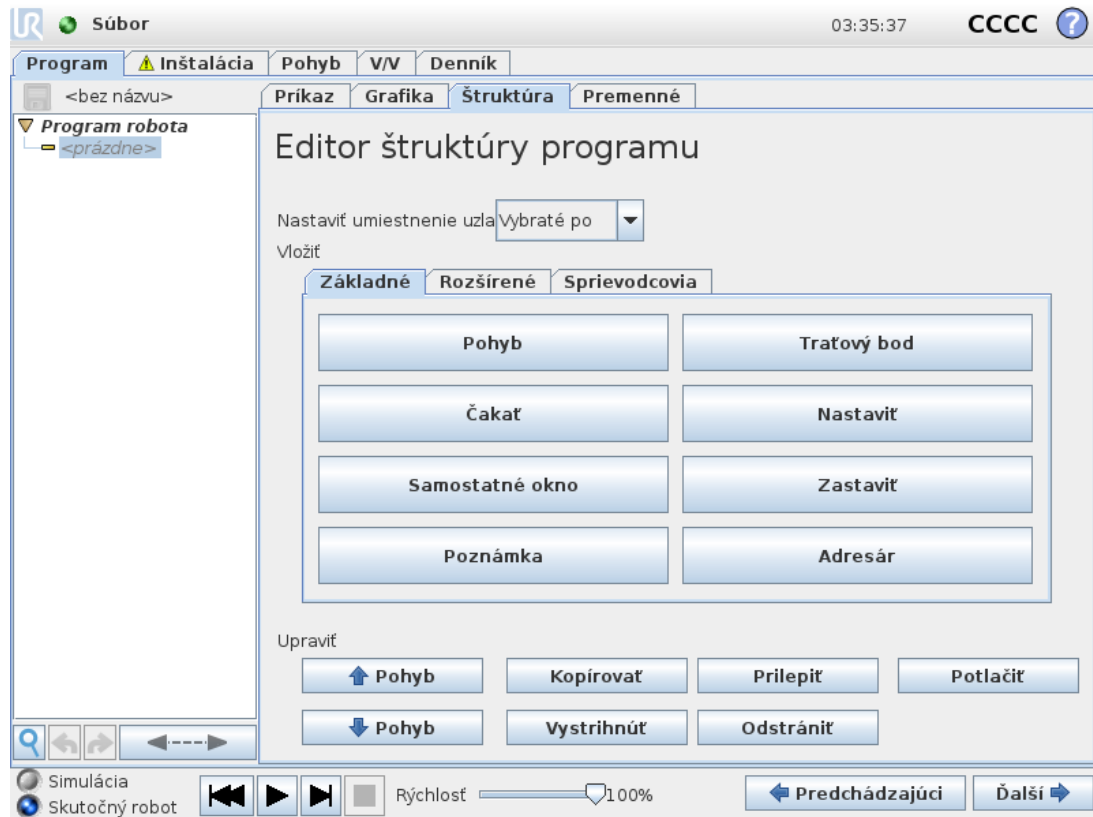 UR Súbor 03:35:37 CCCC ?
Program Inštalácia Pohyb V/V Denník
<bez názvu> Príkaz Grafika Štruktúra Premenné
Program robota
<prázdne>
Editor štruktúry programu
Nastaviť umiestnenie uzla Vybraté po
Vložiť
Základné Rozšírené Sprievodcovia
Pohyb Traťový bod
Čakať Nastaviť
Samostatné okno Zastaviť
Poznámka Adresár
Upraviť
Pohyb Kopírovať Prilepiť Potlačiť
Pohyb Vystrihnúť Odstrániť
Simulácia
Skutočný robot
Rýchlosť 100% Predchádzajúci Ďalší